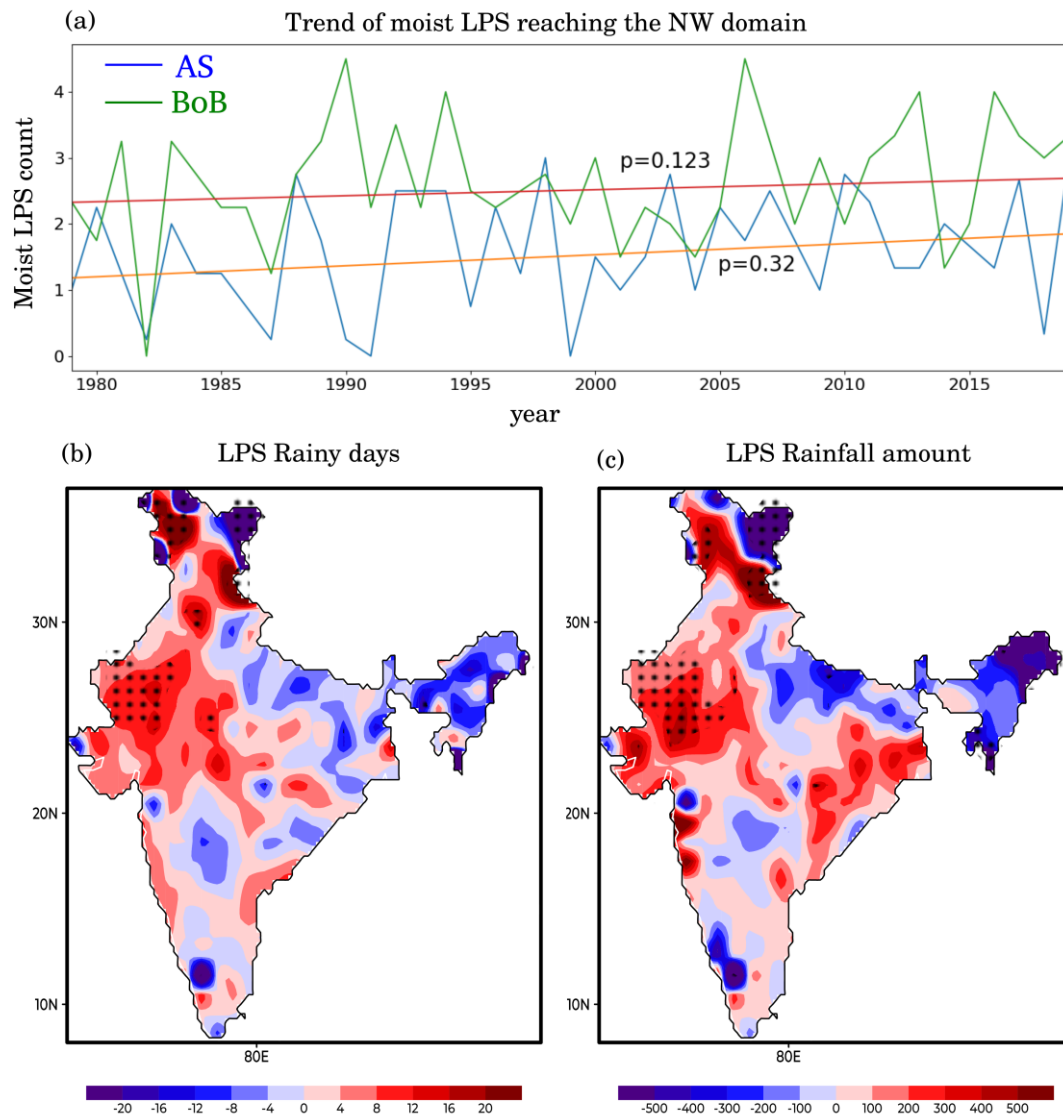 (a) Trend of moist LPS reaching the NW domain
AS
BoB
Moist LPS count
4
3
2
1
0
p=0.123
p=0.32
1980 1985 1990 1995 2000 2005 2010 2015
year
(b) LPS Rainy days
30N
20N
10N
80E
-20 -16 -12 -8 -4 0 4 8 12 16 20
(c) LPS Rainfall amount
30N
20N
10N
80E
-500 -400 -300 -200 -100 0 100 200 300 400 500